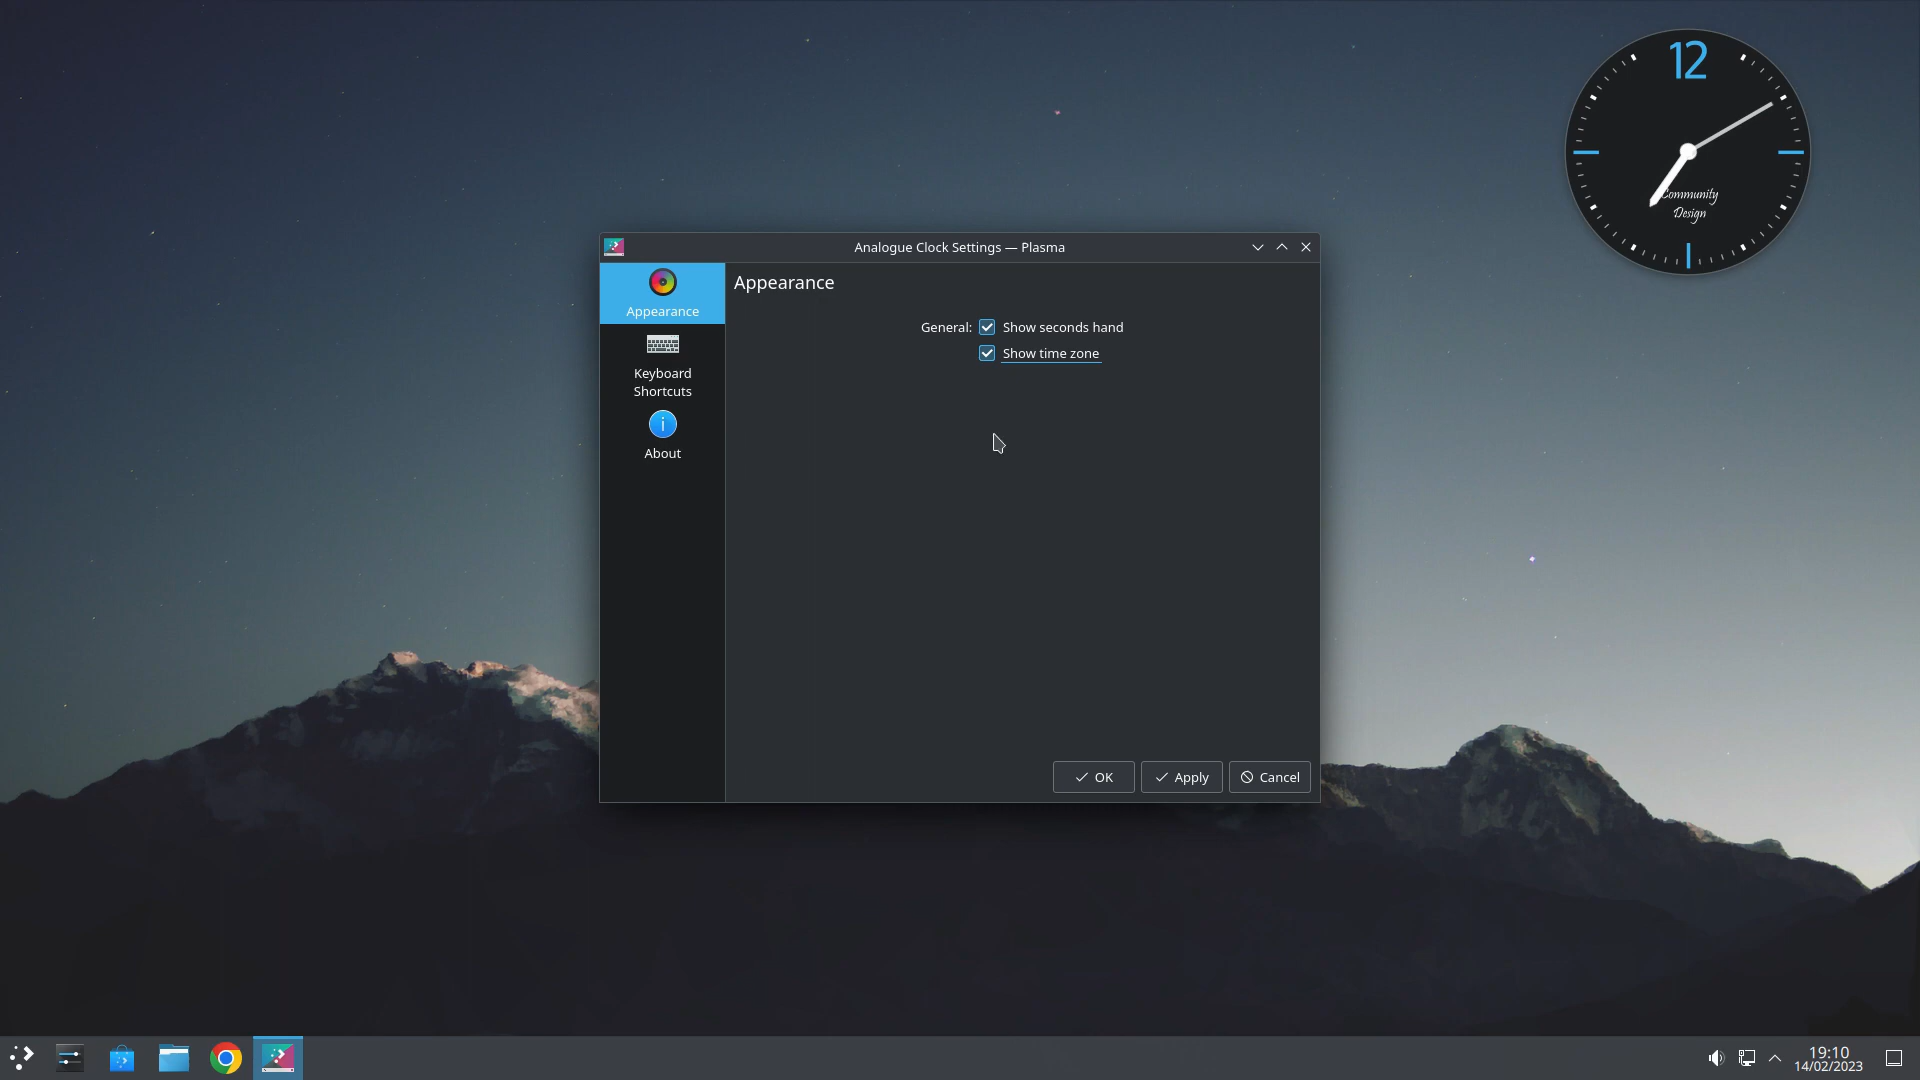 12
Community
Design
Analogue Clock Settings — Plasma
Appearance
Keyboard
Shortcuts
About
Appearance
General: Show seconds hand
Show time zone
OK
Apply
Cancel
19:10
14/02/2023